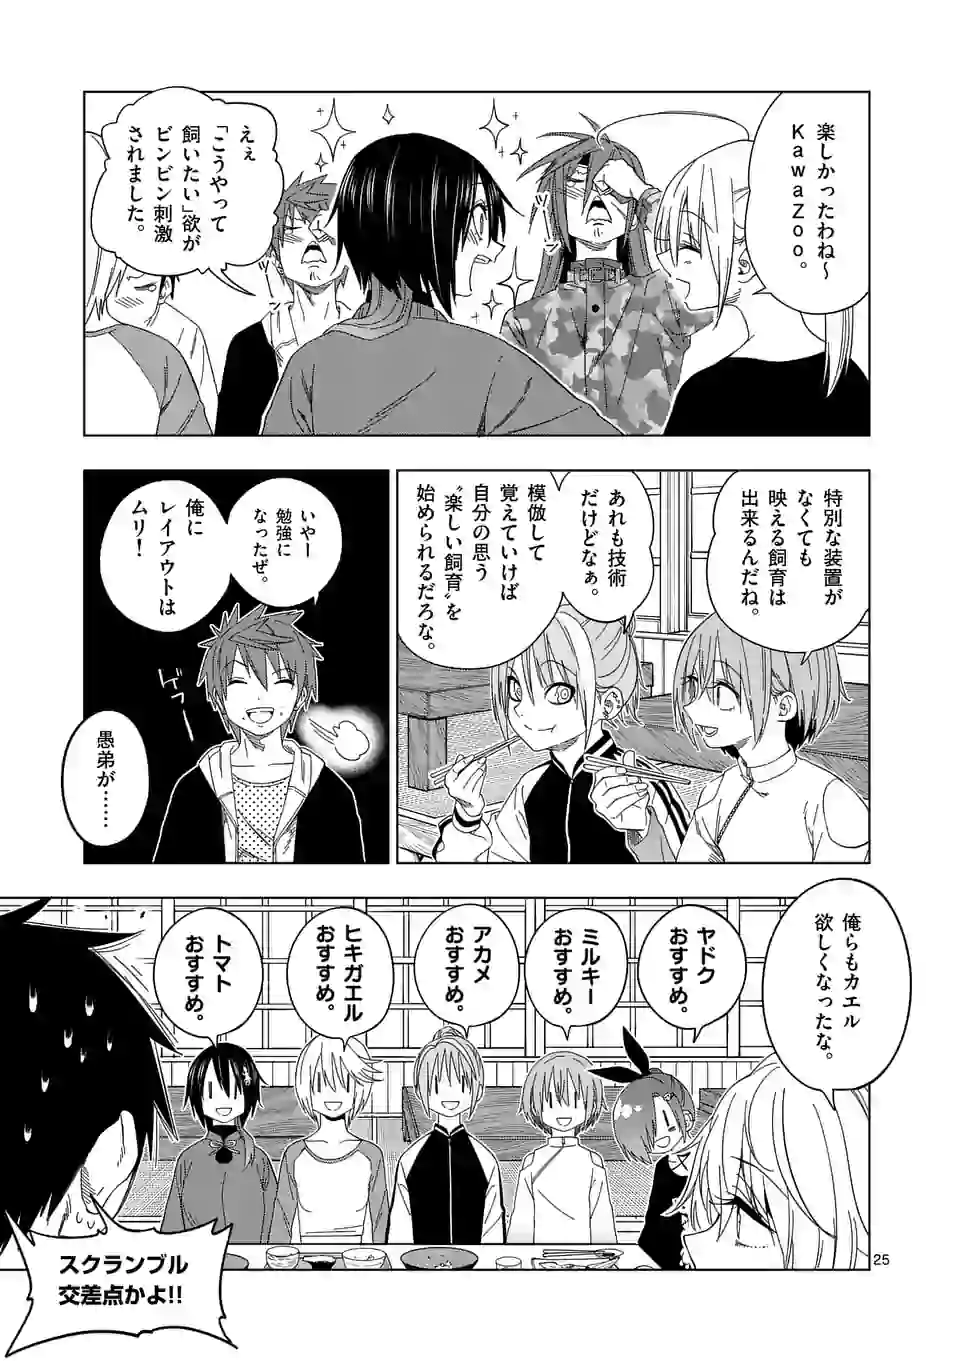 楽しかったわね～
KawaZoo。
ええ
「こうやって
飼いたい」欲が
ビンビン刺激
されました。
特別な装置が
なくても
映える飼育は
出来るんだね。
あれも技術
だけどなぁ。
模倣して
覚えていけば
自分の思う
〝楽しい飼育〟を
始められるだろな。
いやー
勉強に
なったぜ。
俺に
レイアウトは
ムリ！
ゲフー
愚弟が……
俺らもカエル
欲しくなったな。
ヤドク
おすすめ。
ミルキー
おすすめ。
アカメ
おすすめ。
ヒキガエル
おすすめ。
トマト
おすすめ。
スクランブル
交差点かよ!!
25